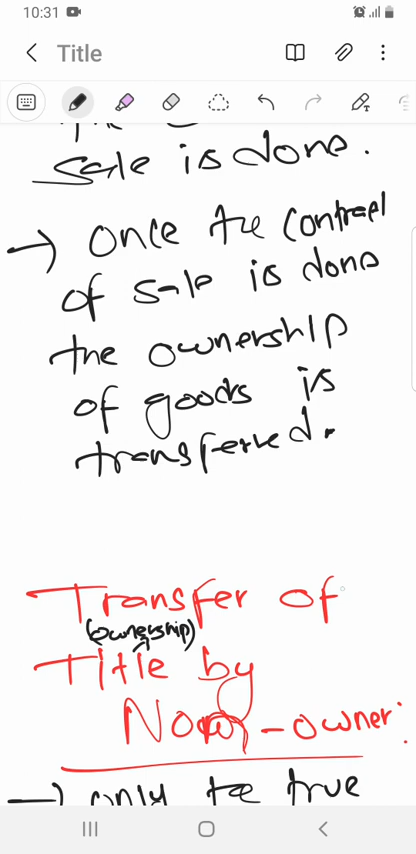 10:31
Title
sale is done.
→ Once the contract
of sale is done
the ownership
of goods is
transferred.
Transfer of
(ownership)
Title by
Non-owner:
→ only the true